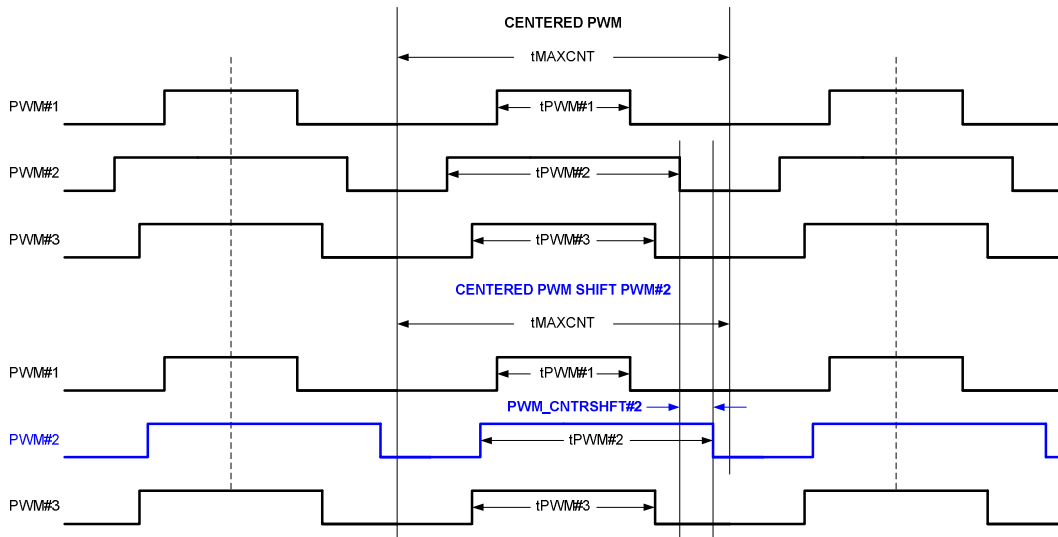 CENTERED PWM
tMAXCNT
PWM#1
tPWM#1
PWM#2
tPWM#2
PWM#3
tPWM#3
CENTERED PWM SHIFT PWM#2
tMAXCNT
PWM#1
tPWM#1
PWM_CNTRSHFT#2
PWM#2
tPWM#2
PWM#3
tPWM#3